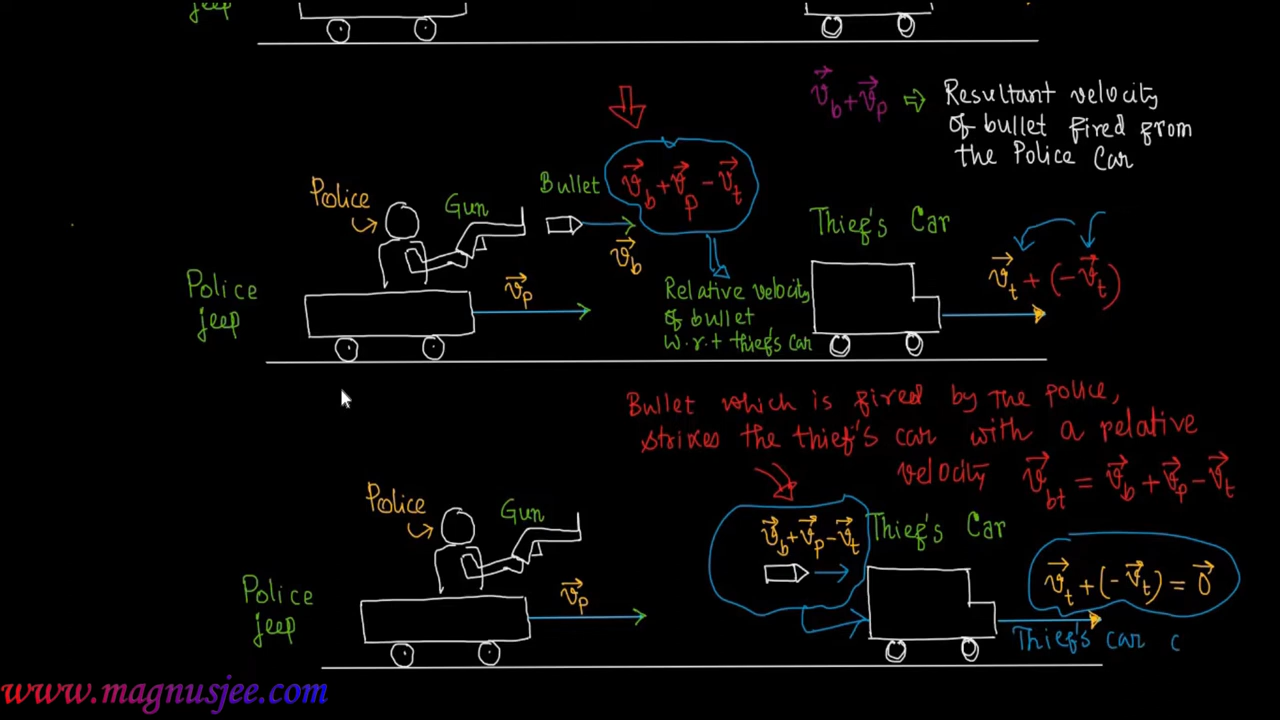 jeep
v⃗b+v⃗p ⇒ Resultant velocity
of bullet fired from
the Police Car
Police
Gun
Bullet
v⃗b+v⃗p-v⃗t
v⃗b
Thief's Car
v⃗t+(-v⃗t)
Police
jeep
v⃗p
Relative velocity
of bullet
w.r.t thief's car
Bullet which is fired by the police,
strikes the thief's car with a relative
velocity v⃗bt = v⃗b+v⃗p-v⃗t
Police
Gun
v⃗b+v⃗p-v⃗t
Thief's Car
v⃗t+(-v⃗t)=0⃗
Police
jeep
v⃗p
Thief's car c
www.magnusjee.com